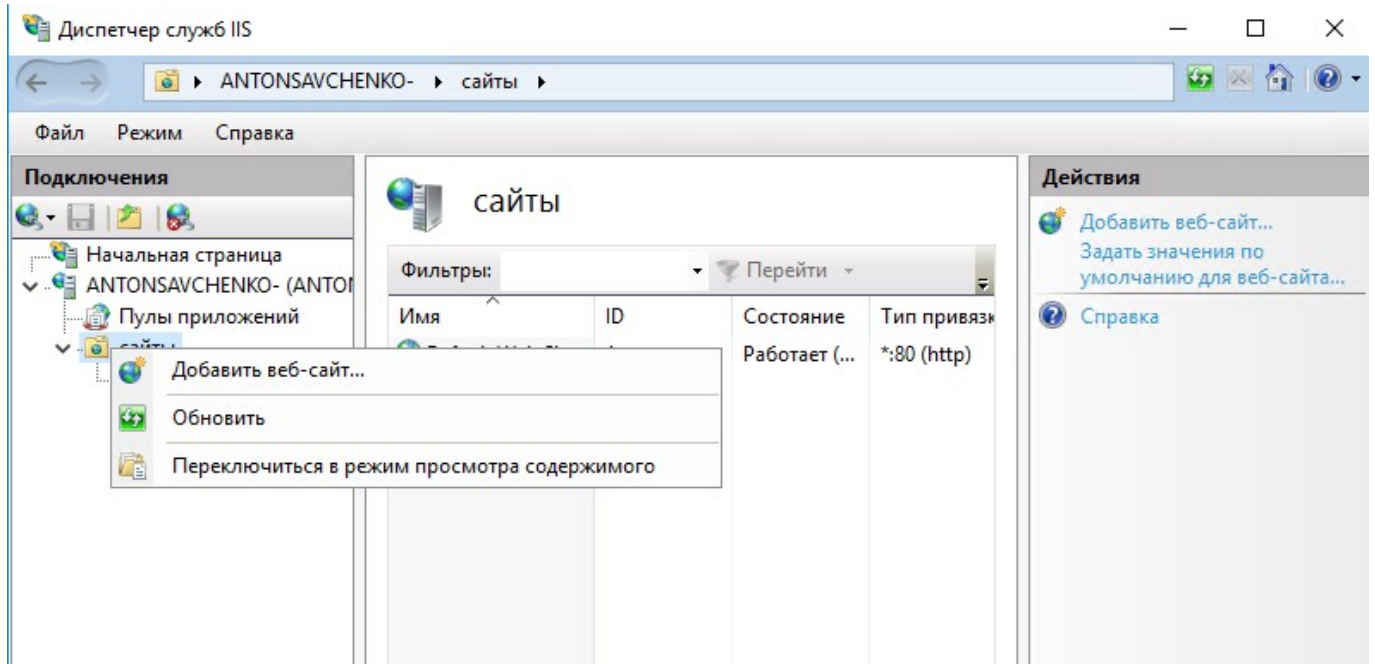 Диспетчер служб IIS
ANTONSAVCHENKO- сайты
Файл Режим Справка
Подключения
Начальная страница
ANTONSAVCHENKO- (ANTO
Пулы приложений
сайты
Добавить веб-сайт...
Обновить
Переключиться в режим просмотра содержимого
сайты
Фильтры: Перейти
Имя ID Состояние Тип привязк
Работает (... *:80 (http)
Действия
Добавить веб-сайт...
Задать значения по
умолчанию для веб-сайта...
Справка